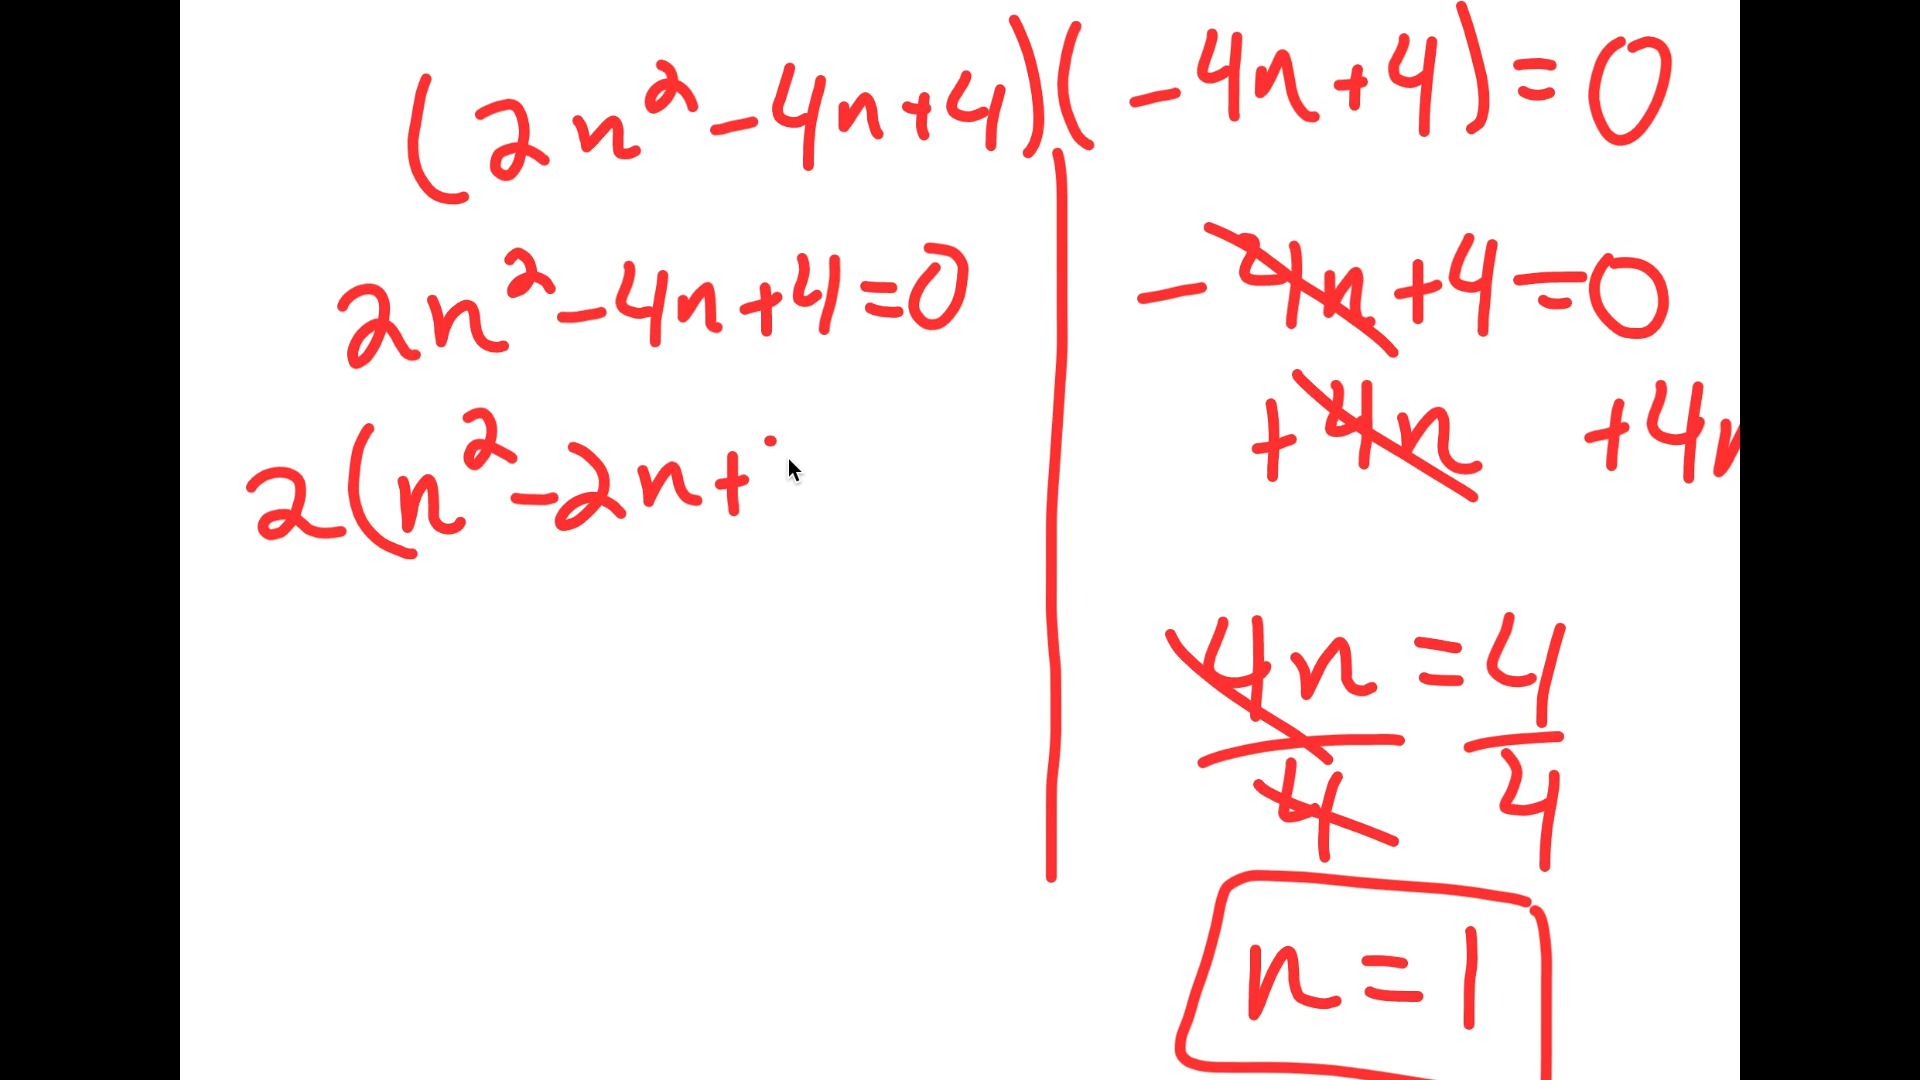 (2n²-4n+4)(-4n+4)=0
2n²-4n+4=0
2(n²-2n+
-4n+4=0
+4n +4n
4n=4
4 4
n=1